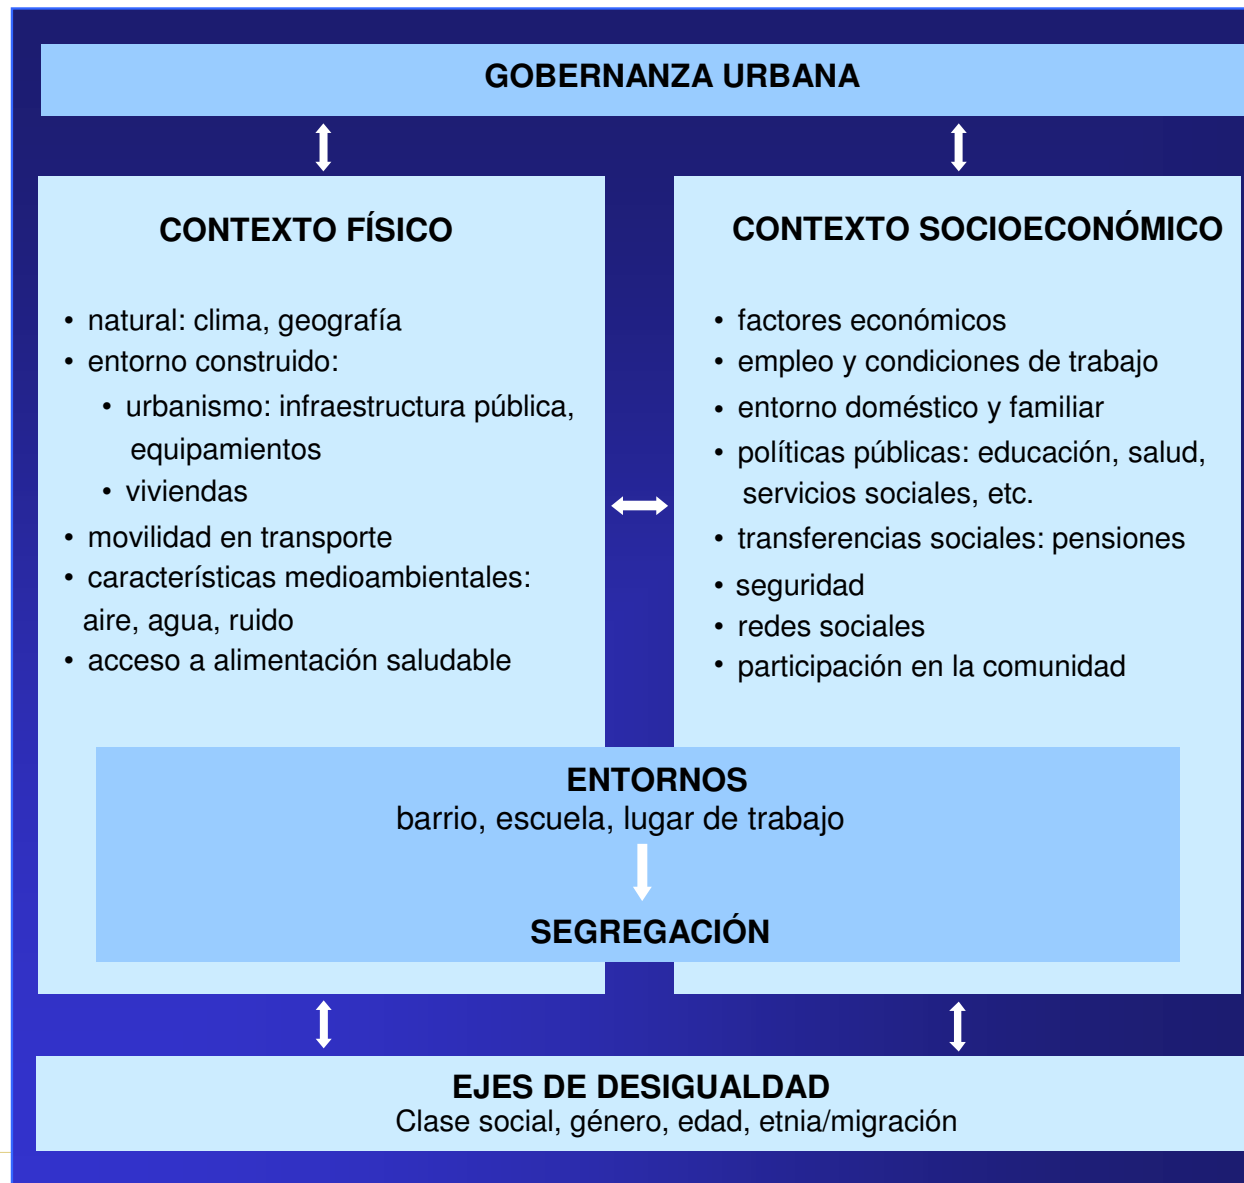 GOBERNANZA URBANA
CONTEXTO FÍSICO
• natural: clima, geografía
• entorno construido:
• urbanismo: infraestructura pública,
equipamientos
• viviendas
• movilidad en transporte
• características medioambientales:
aire, agua, ruido
• acceso a alimentación saludable
CONTEXTO SOCIOECONÓMICO
• factores económicos
• empleo y condiciones de trabajo
• entorno doméstico y familiar
• políticas públicas: educación, salud,
servicios sociales, etc.
• transferencias sociales: pensiones
• seguridad
• redes sociales
• participación en la comunidad
ENTORNOS
barrio, escuela, lugar de trabajo
SEGREGACIÓN
EJES DE DESIGUALDAD
Clase social, género, edad, etnia/migración